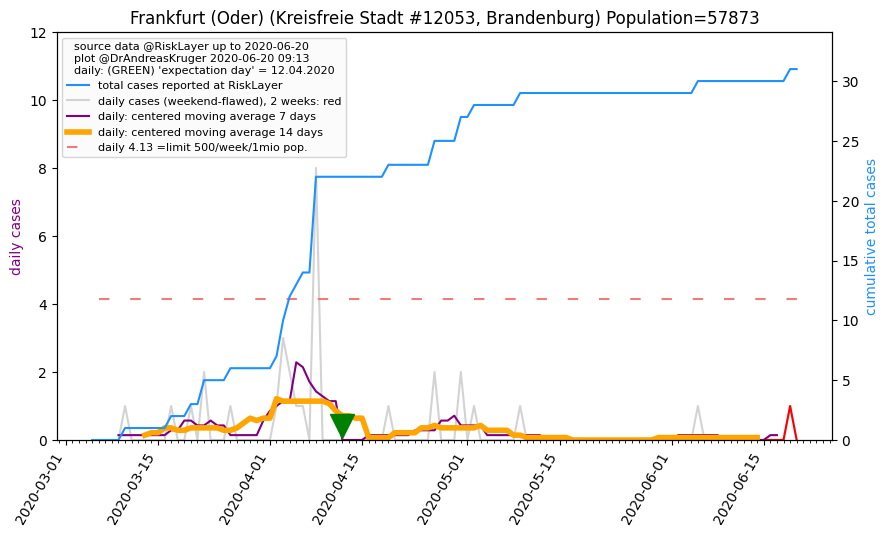 Frankfurt (Oder) (Kreisfreie Stadt #12053, Brandenburg) Population=57873
source data @RiskLayer up to 2020-06-20
plot @DrAndreasKruger 2020-06-20 09:13
daily: (GREEN) 'expectation day' = 12.04.2020
total cases reported at RiskLayer
daily cases (weekend-flawed), 2 weeks: red
daily: centered moving average 7 days
daily: centered moving average 14 days
daily 4.13 =limit 500/week/1mio pop.
daily cases
12
10
8
6
4
2
0
cumulative total cases
30
25
20
15
10
5
0
2020-03-01
2020-03-15
2020-04-01
2020-04-15
2020-05-01
2020-05-15
2020-06-01
2020-06-15